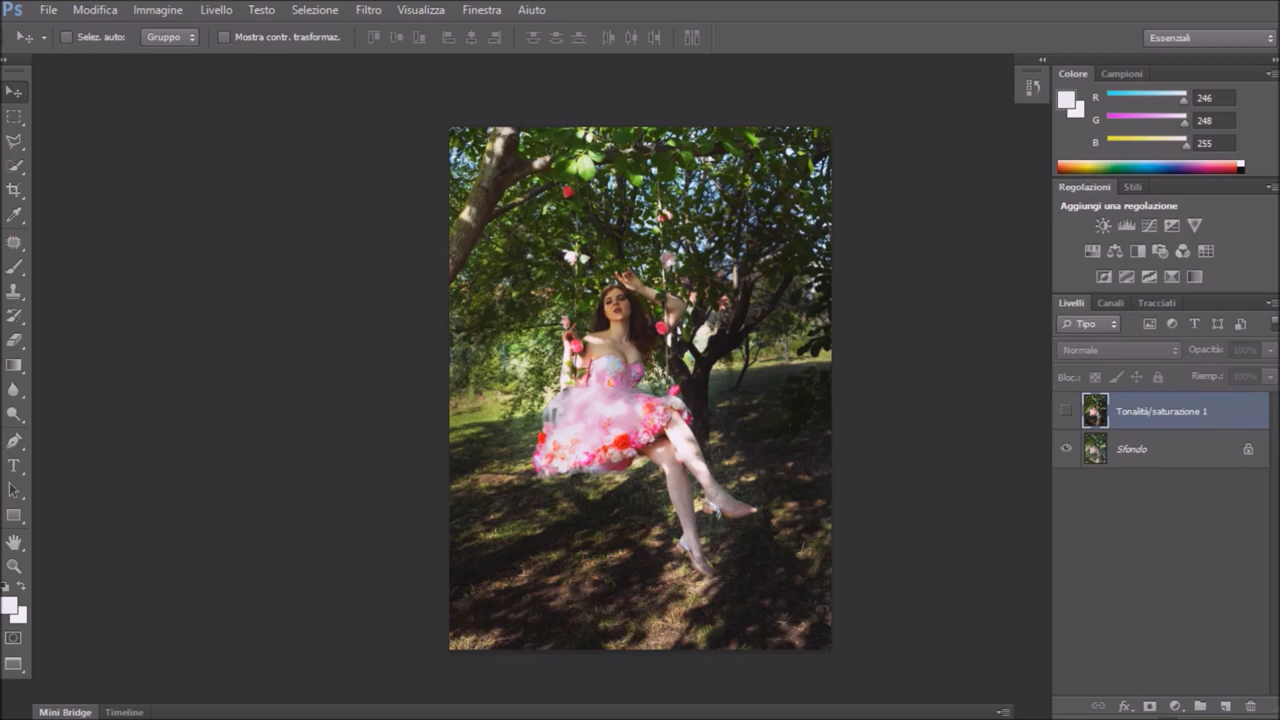 Ps File Modifica Immagine Livello Testo Selezione Filtro Visualizza Finestra Aiuto
Selez. auto: Gruppo Mostra contr. trasformaz. Essenziali
Colore Campioni
R 246
G 248
B 255
Regolazioni Stili
Aggiungi una regolazione
Livelli Canali Tracciati
Tipo
Normale Opacità: 100%
Bloc.: Riemp.: 100%
Tonalità/saturazione 1
Sfondo
fx
Mini Bridge Timeline